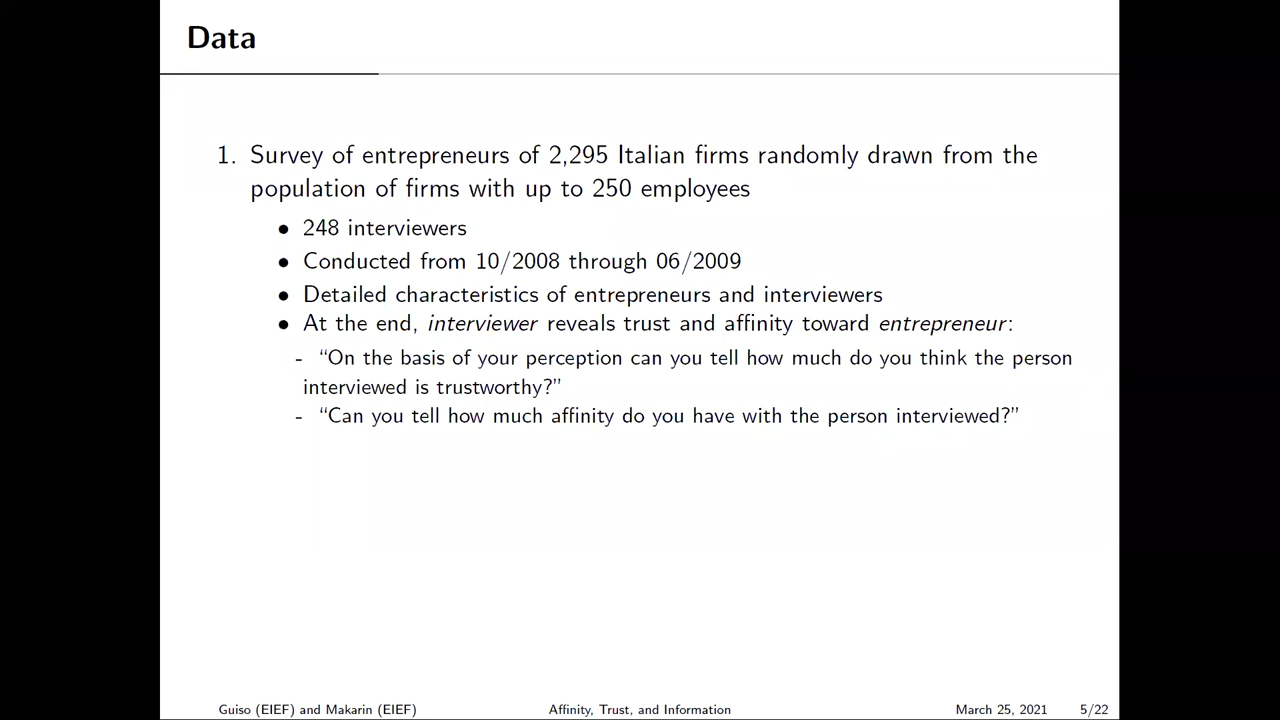 Data
1. Survey of entrepreneurs of 2,295 Italian firms randomly drawn from the
population of firms with up to 250 employees
• 248 interviewers
• Conducted from 10/2008 through 06/2009
• Detailed characteristics of entrepreneurs and interviewers
• At the end, interviewer reveals trust and affinity toward entrepreneur:
- “On the basis of your perception can you tell how much do you think the person
interviewed is trustworthy?”
- “Can you tell how much affinity do you have with the person interviewed?”
Guiso (EIEF) and Makarin (EIEF) Affinity, Trust, and Information March 25, 2021 5/22